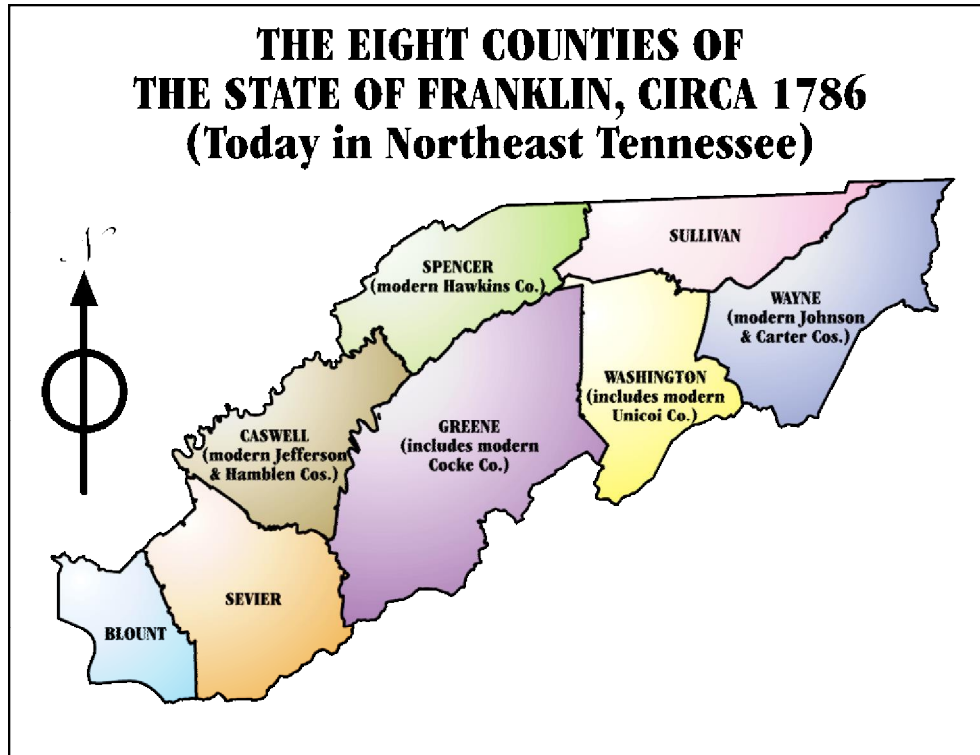 THE EIGHT COUNTIES OF
THE STATE OF FRANKLIN, CIRCA 1786
(Today in Northeast Tennessee)
N
SULLIVAN
SPENCER
(modern Hawkins Co.)
WAYNE
(modern Johnson
& Carter Cos.)
WASHINGTON
(includes modern
Unicoi Co.)
CASWELL
(modern Jefferson
& Hamblen Cos.)
GREENE
(includes modern
Cocke Co.)
SEVIER
BLOUNT